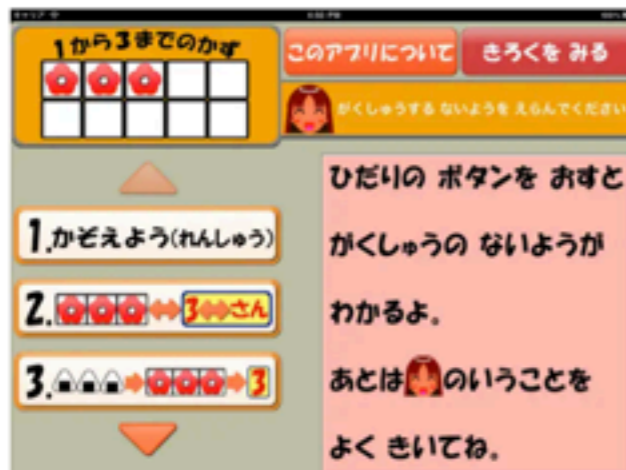 1から3までのかず
このアプリについて
きろくを みる
がくしゅうする ないようを えらんでください
1.かぞえよう(れんしゅう)
2. 3 さん
3. 3
ひだりの ボタンを おすと
がくしゅうの ないようが
わかるよ。
あとは のいうことを
よく きいてね。